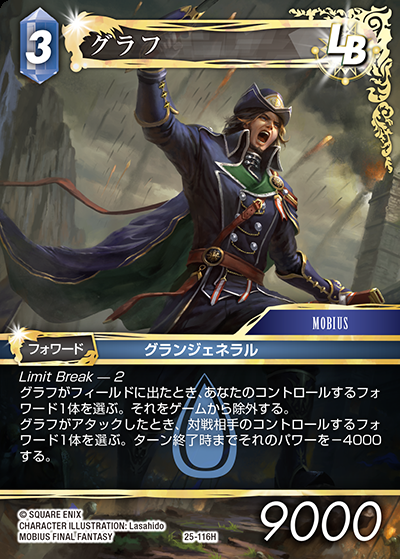 3
グラフ
LB
MOBIUS
フォワード
グランジェネラル
Limit Break — 2
グラフがフィールドに出たとき、あなたのコントロールするフォ
ワード1体を選ぶ。それをゲームから除外する。
グラフがアタックしたとき、対戦相手のコントロールするフォ
ワード1体を選ぶ。ターン終了時までそれのパワーを－4000
する。
© SQUARE ENIX
CHARACTER ILLUSTRATION: Lasahido
MOBIUS FINAL FANTASY
25-116H
9000